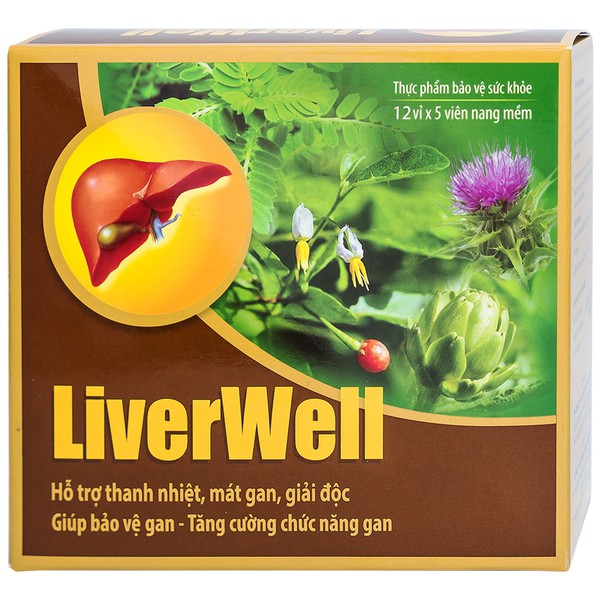 LiverWell
Thực phẩm bảo vệ sức khỏe
12 vỉ x 5 viên nang mềm
LiverWell
Hỗ trợ thanh nhiệt, mát gan, giải độc
Giúp bảo vệ gan - Tăng cường chức năng gan